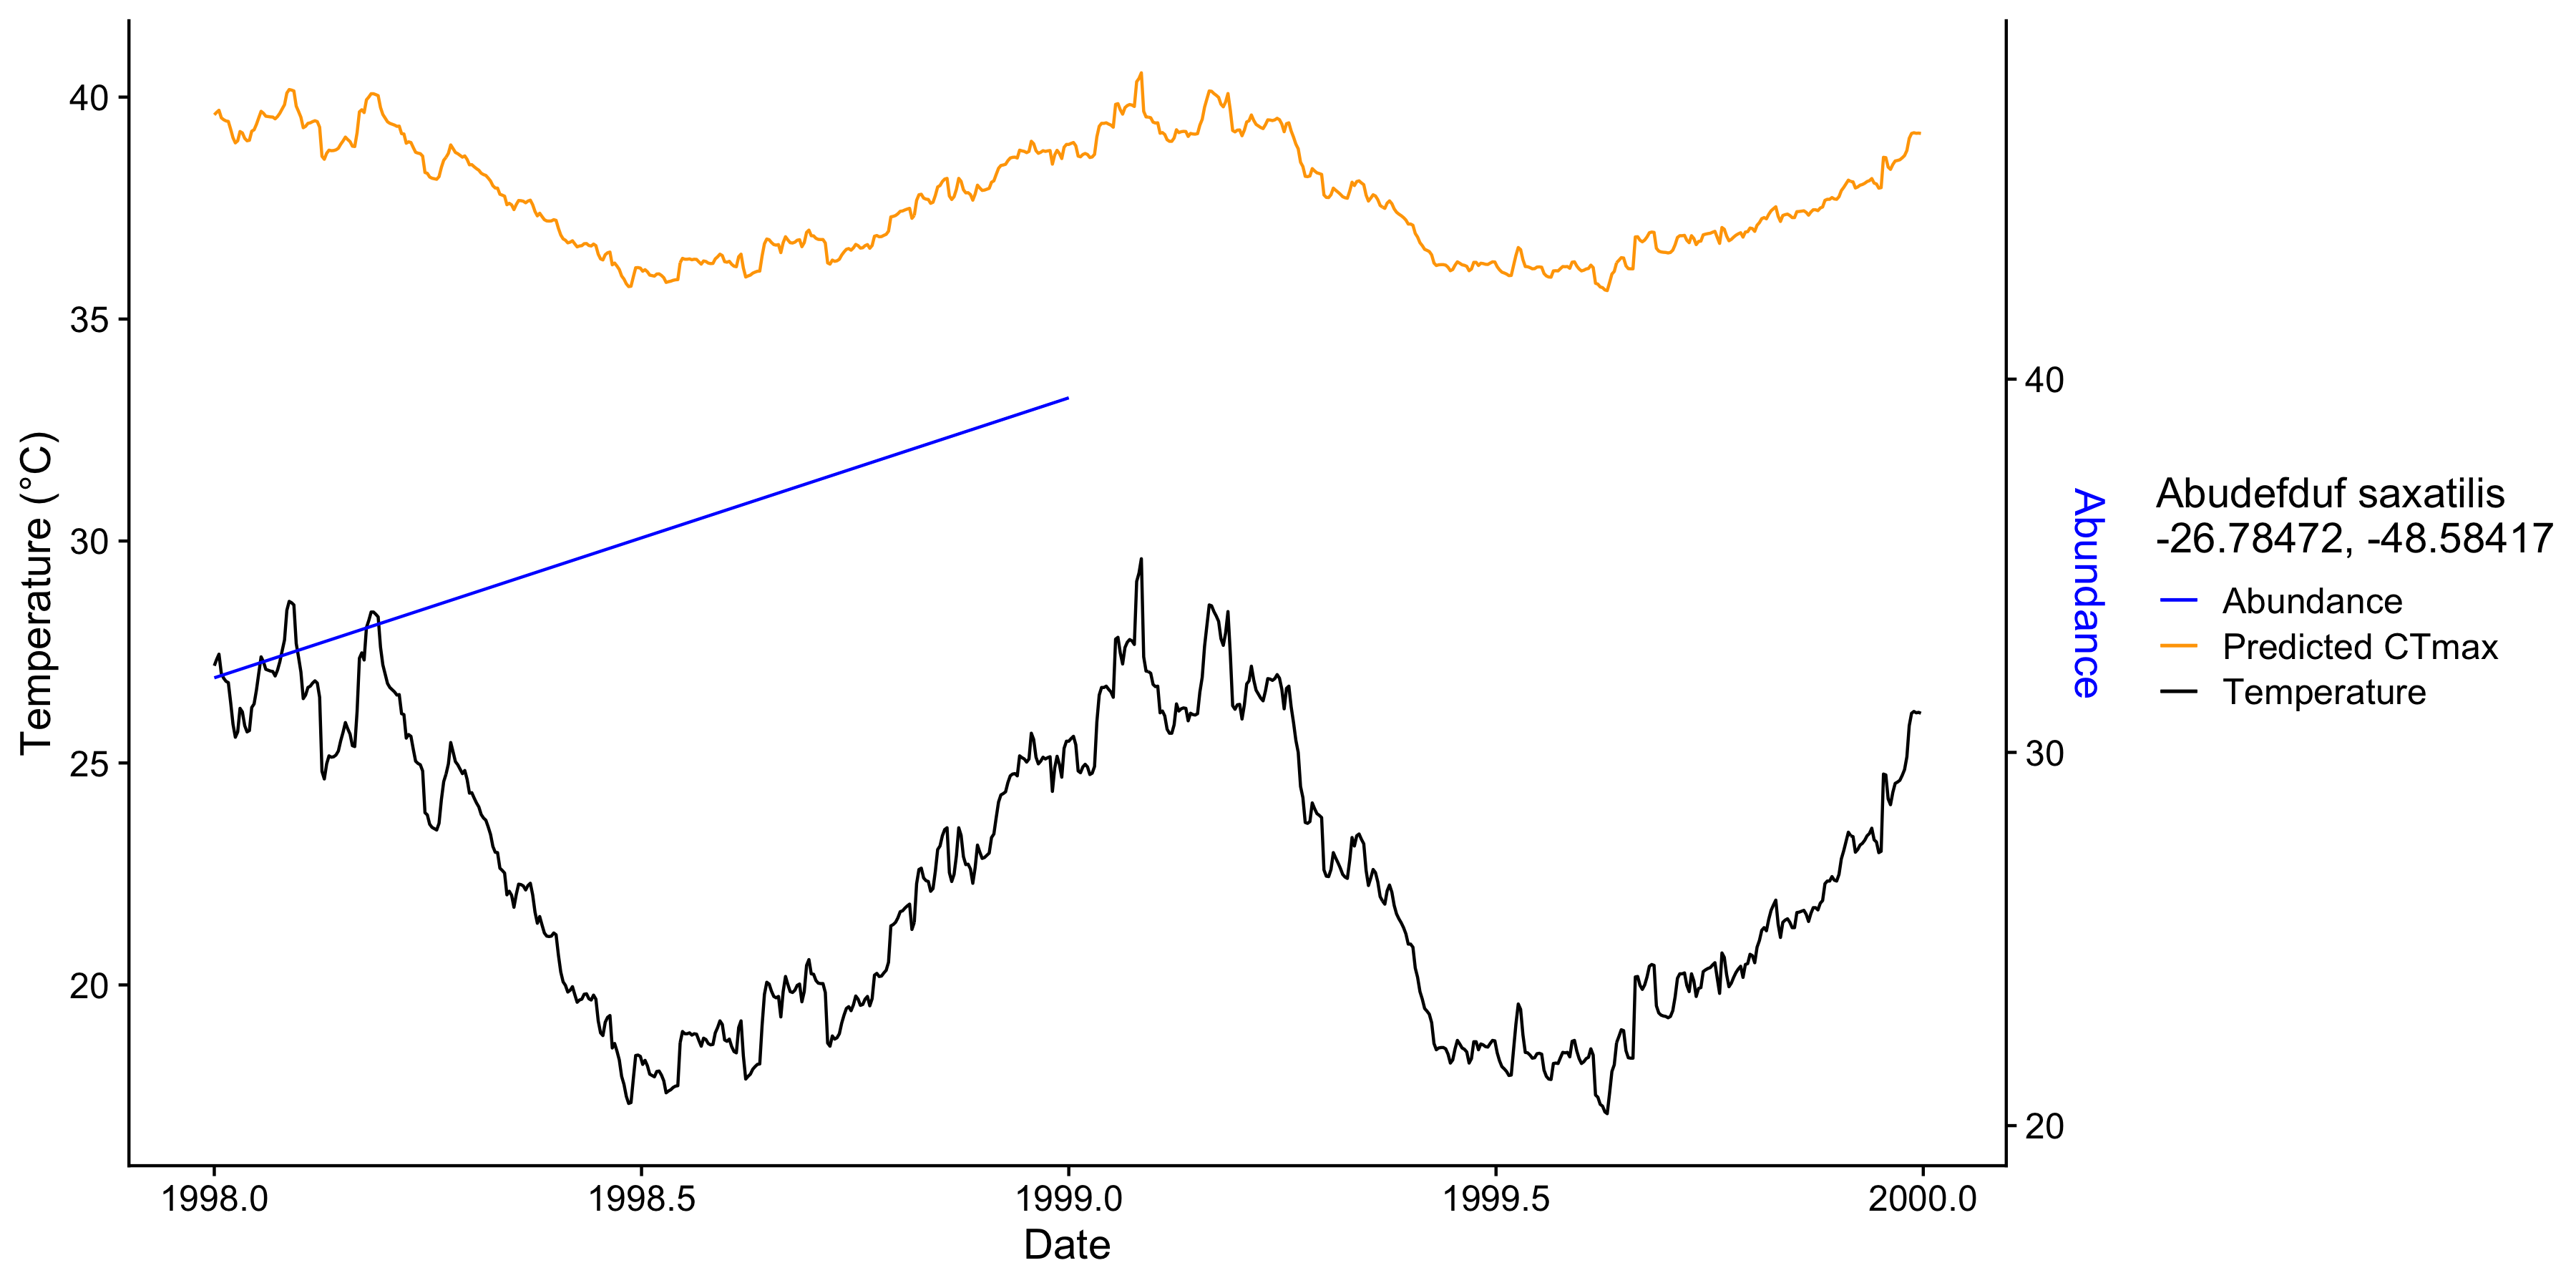 40
35
30
25
20
Temperature (°C)
1998.0
1998.5
1999.0
1999.5
2000.0
Date
40
30
20
Abundance
Abudefduf saxatilis
-26.78472, -48.58417
Abundance
Predicted CTmax
Temperature